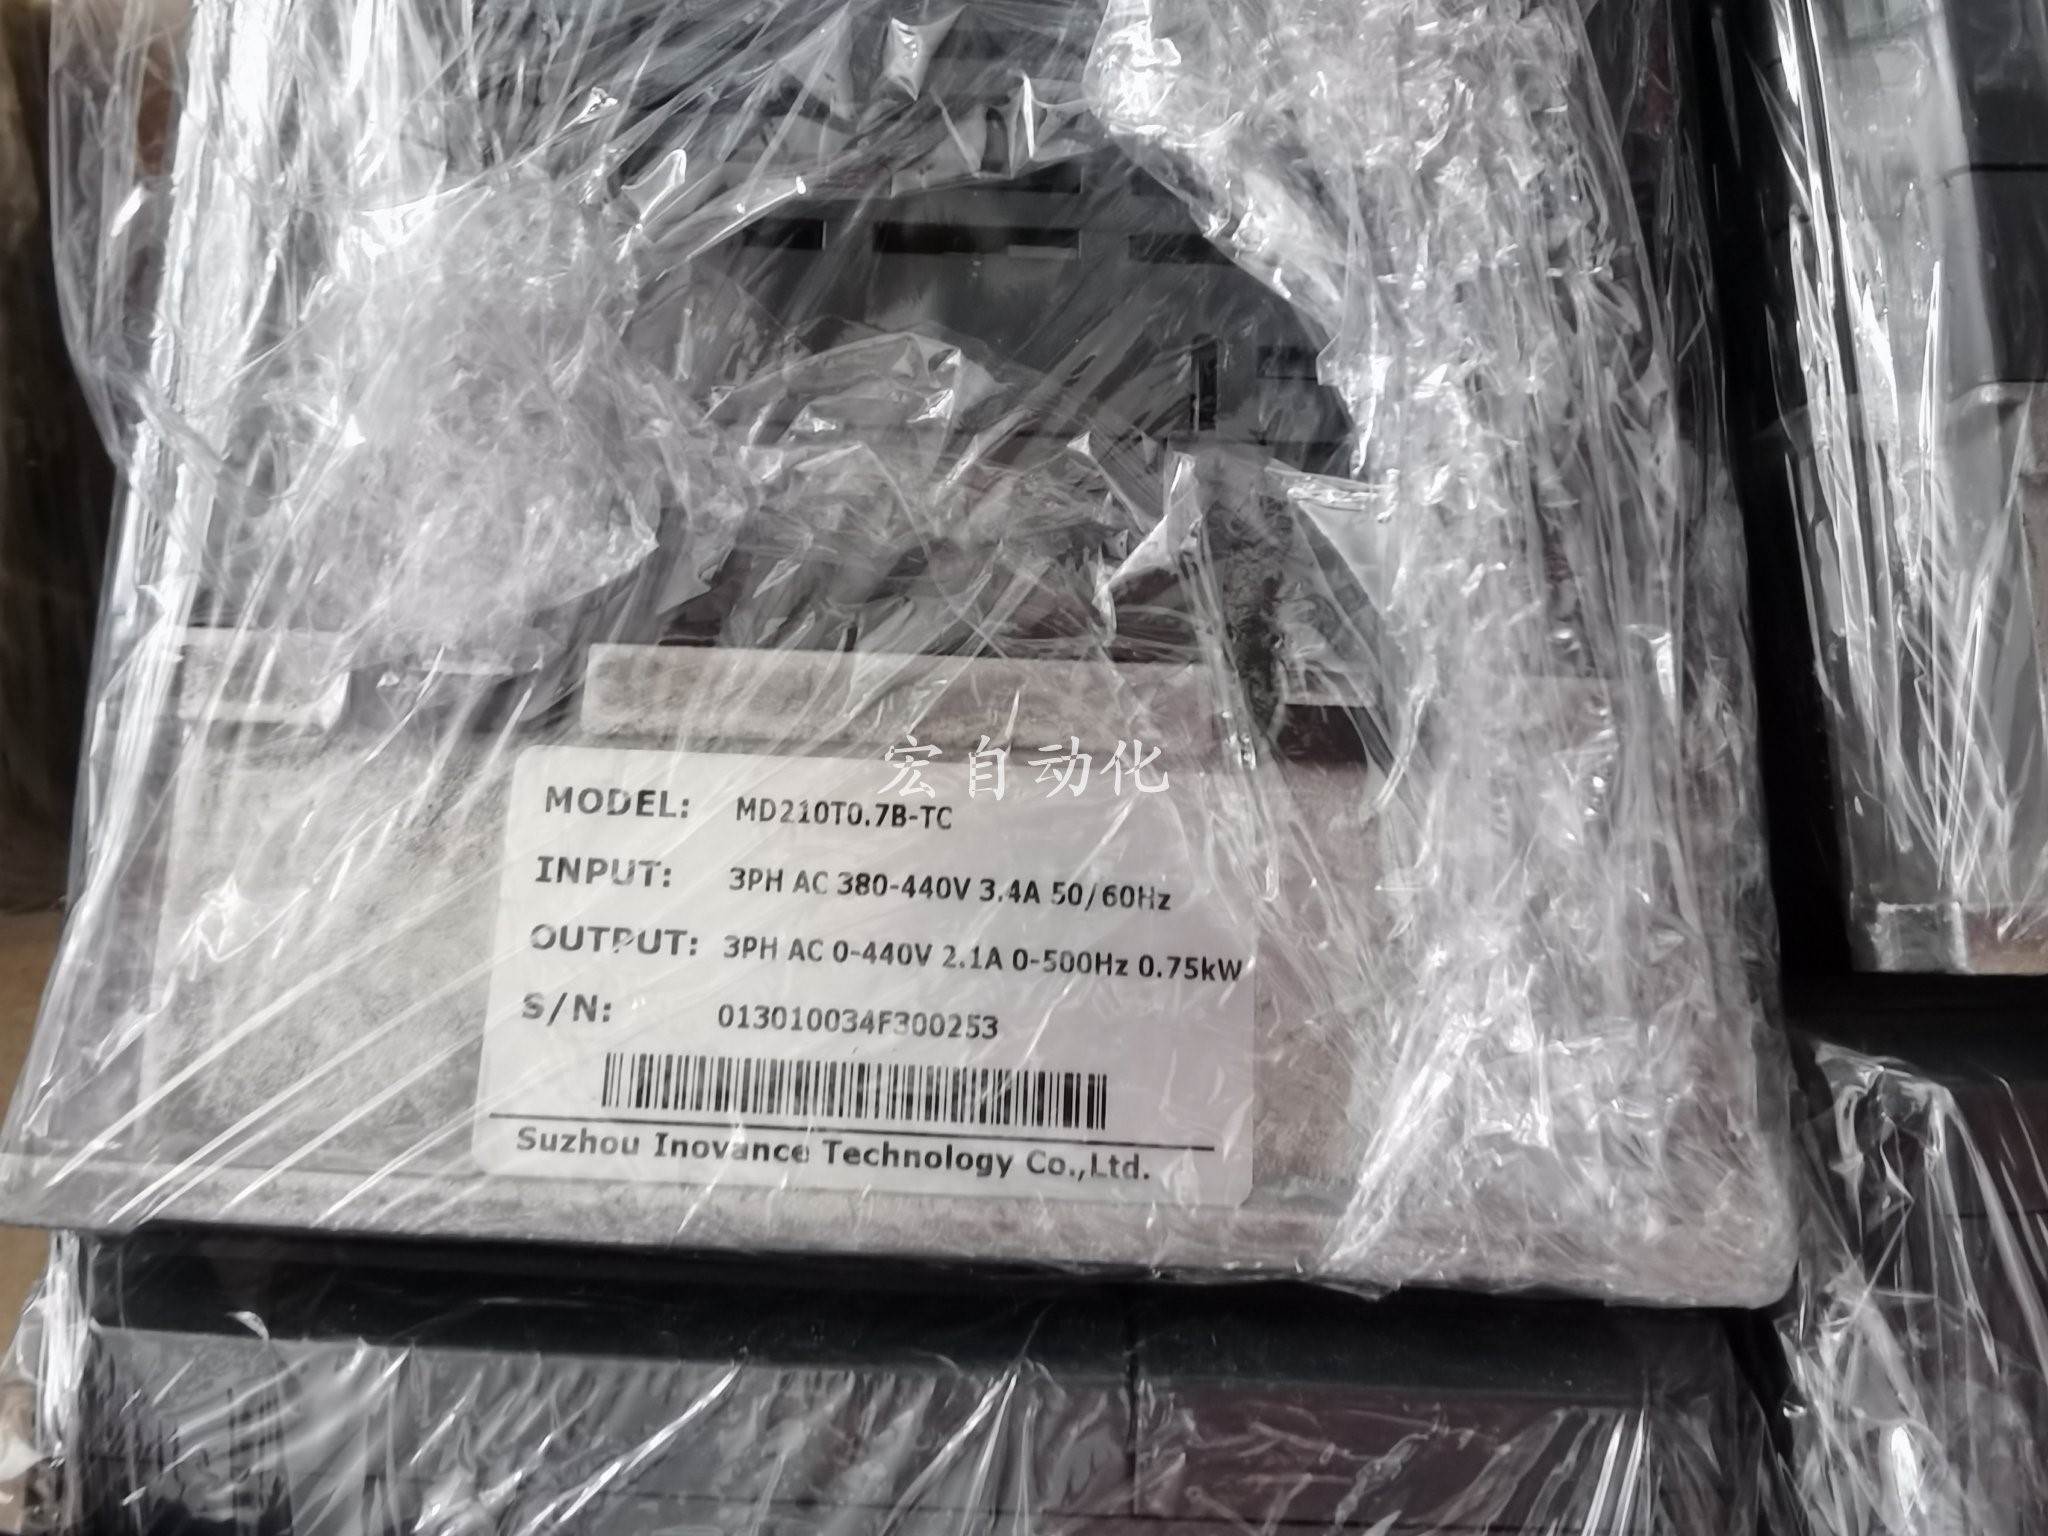 宏自动化
MODEL: MD210T0.7B-TC
INPUT: 3PH AC 380-440V 3.4A 50/60Hz
OUTPUT: 3PH AC 0-440V 2.1A 0-500Hz 0.75kW
S/N: 013010034F300253
Suzhou Inovance Technology Co.,Ltd.